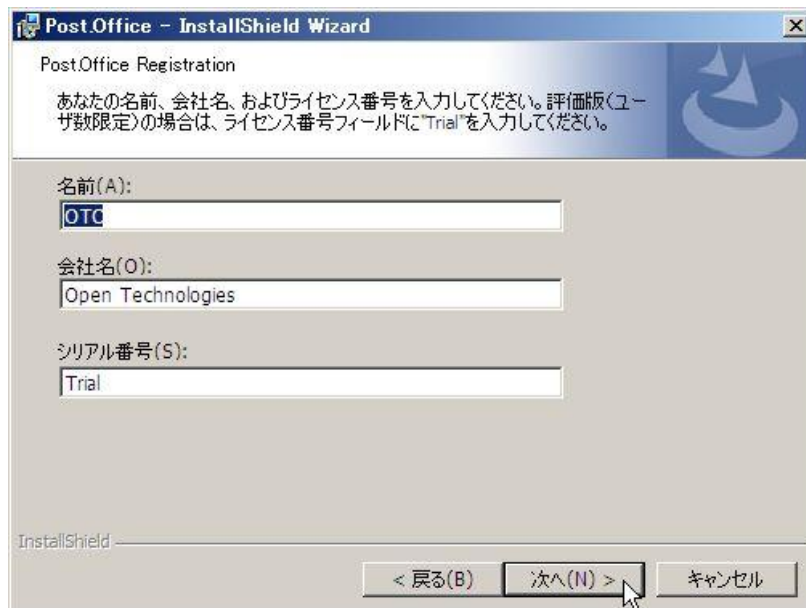 Post.Office - InstallShield Wizard
Post.Office Registration
あなたの名前、会社名、およびライセンス番号を入力してください。評価版(ユー
ザ数限定)の場合は、ライセンス番号フィールドに"Trial"を入力してください。
名前(A):
OTC
会社名(O):
Open Technologies
シリアル番号(S):
Trial
InstallShield
< 戻る(B)
次へ(N) >
キャンセル